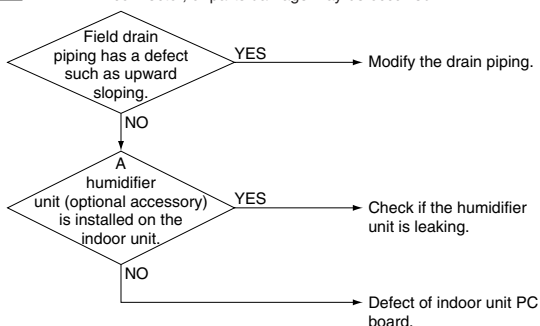 Field drain
piping has a defect
such as upward
sloping.
YES
Modify the drain piping.
NO
A
humidifier
unit (optional accessory)
is installed on the
indoor unit.
YES
Check if the humidifier
unit is leaking.
NO
Defect of indoor unit PC
board.